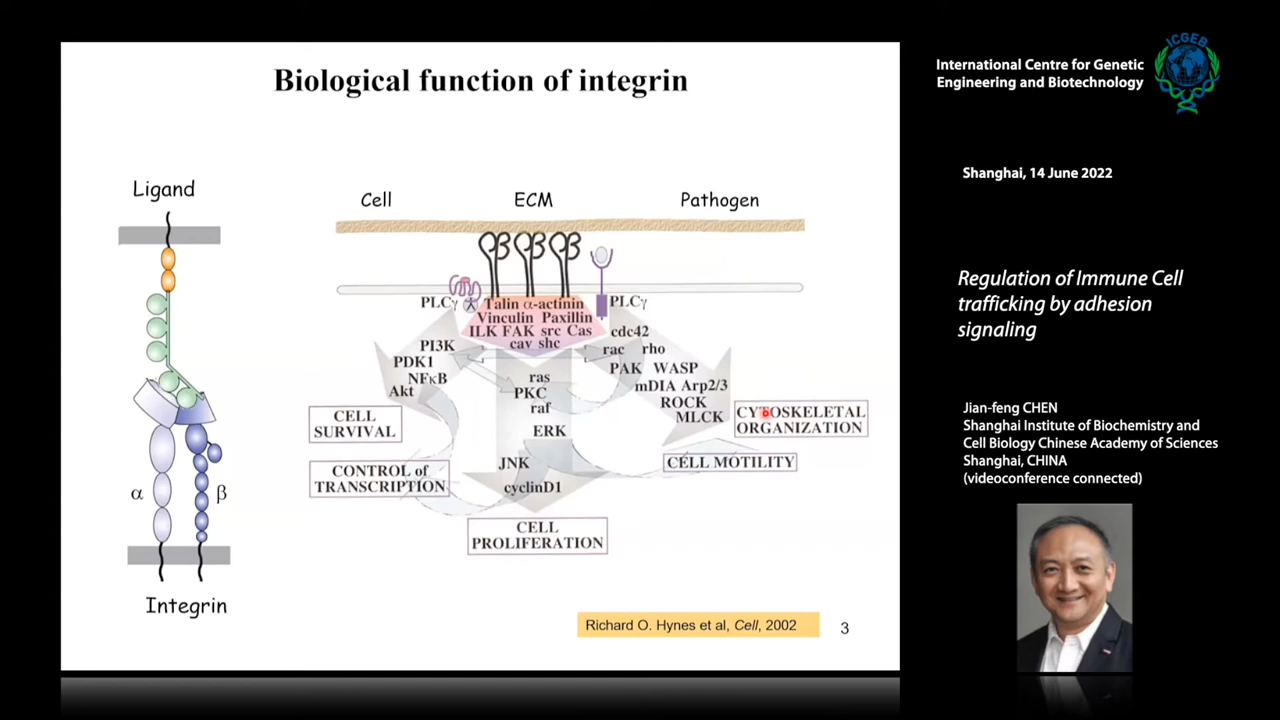 Biological function of integrin
Ligand
α
β
Integrin
Cell
ECM
Pathogen
PLCγ
Talin α-actinin
PLCγ
Vinculin Paxillin
ILK FAK src Cas
cav shc
cdc42
rac rho
PAK WASP
mDIA Arp2/3
ROCK
MLCK
PI3K
PDK1
NFκB
Akt
ras
PKC
raf
ERK
JNK
cyclinD1
CELL
SURVIVAL
CONTROL of
TRANSCRIPTION
CELL
PROLIFERATION
CYTOSKELETAL
ORGANIZATION
CELL MOTILITY
Richard O. Hynes et al, Cell, 2002
3
International Centre for Genetic
Engineering and Biotechnology
ICGEB
Shanghai, 14 June 2022
Regulation of Immune Cell
trafficking by adhesion
signaling
Jian-feng CHEN
Shanghai Institute of Biochemistry and
Cell Biology Chinese Academy of Sciences
Shanghai, CHINA
(videoconference connected)